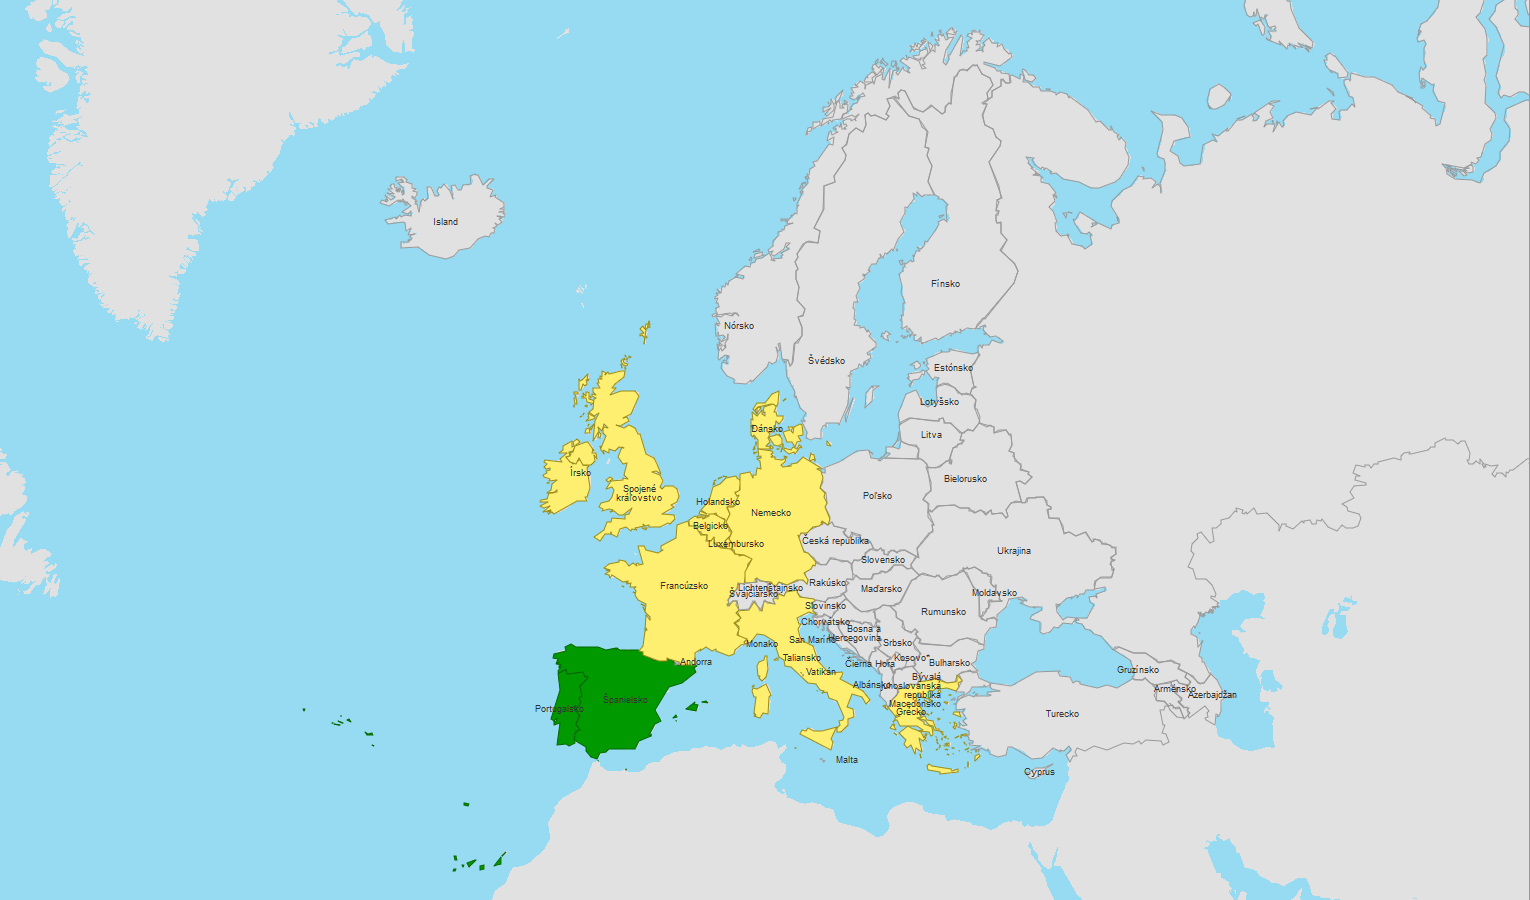 Island
Fínsko
Nórsko
Švédsko
Estónsko
Lotyšsko
Dánsko
Litva
Írsko
Bielorusko
Spojené
kráľovstvo
Poľsko
Holandsko
Nemecko
Belgicko
Česká republika
Luxembursko
Ukrajina
Slovensko
Francúzsko
Rakúsko
Lichtenštajnsko
Maďarsko
Švajčiarsko
Moldavsko
Slovinsko
Rumunsko
Chorvátsko
Bosna a
Hercegovina
San Maríno
Monako
Srbsko
Taliansko
Kosovo*
Andorra
Čierna Hora
Bulharsko
Gruzínsko
Vatikán
Bývalá
juhoslovanská
republika
Macedónsko
Albánsko
Arménsko
Azerbajdžan
Španielsko
Portugalsko
Grécko
Turecko
Malta
Cyprus